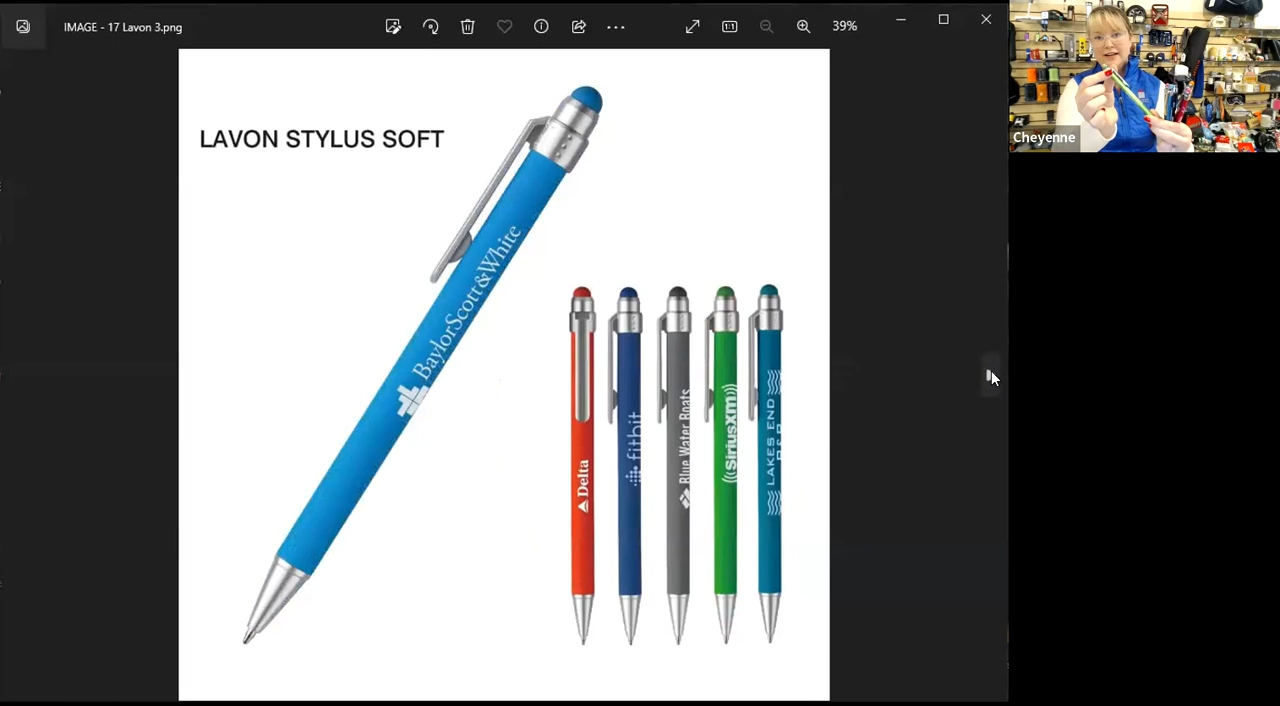 IMAGE - 17 Lavon 3.png
39%
Cheyenne
LAVON STYLUS SOFT
BaylorScott&White
Delta
fitbit
Blue Water Boats
SiriusXM
LAKES END